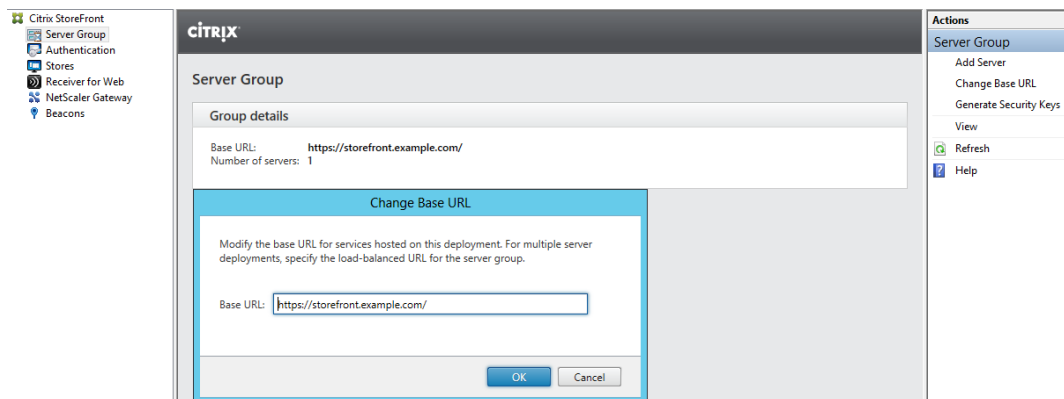 Citrix StoreFront
Server Group
Authentication
Stores
Receiver for Web
NetScaler Gateway
Beacons
CITRIX
Server Group
Group details
Base URL: https://storefront.example.com/
Number of servers: 1
Change Base URL
Modify the base URL for services hosted on this deployment. For multiple server
deployments, specify the load-balanced URL for the server group.
Base URL: https://storefront.example.com/
OK Cancel
Actions
Server Group
Add Server
Change Base URL
Generate Security Keys
View
Refresh
Help